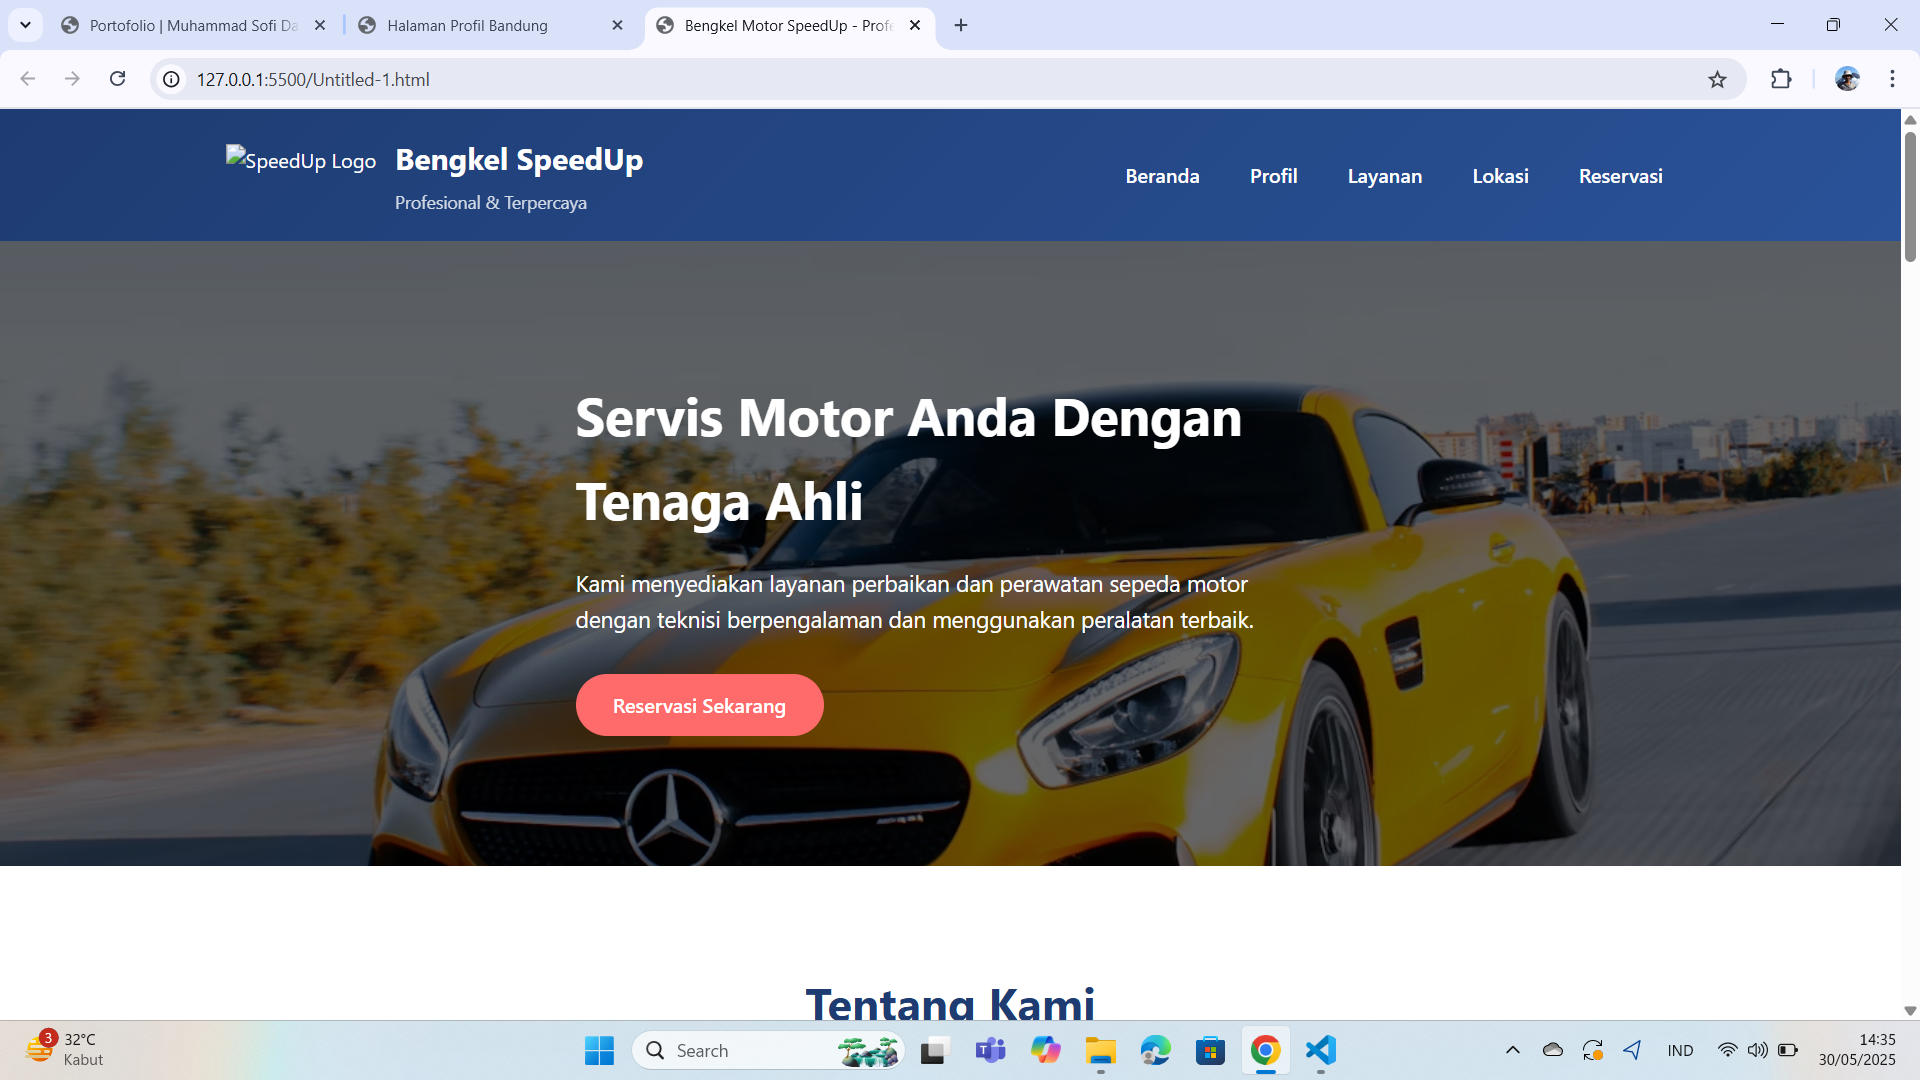 Portofolio | Muhammad Sofi Da
Halaman Profil Bandung
Bengkel Motor SpeedUp - Profe
127.0.0.1:5500/Untitled-1.html
SpeedUp Logo
Bengkel SpeedUp
Profesional & Terpercaya
Beranda
Profil
Layanan
Lokasi
Reservasi
Servis Motor Anda Dengan
Tenaga Ahli
Kami menyediakan layanan perbaikan dan perawatan sepeda motor
dengan teknisi berpengalaman dan menggunakan peralatan terbaik.
Reservasi Sekarang
Tentang Kami
3
32°C
Kabut
Search
IND
14:35
30/05/2025